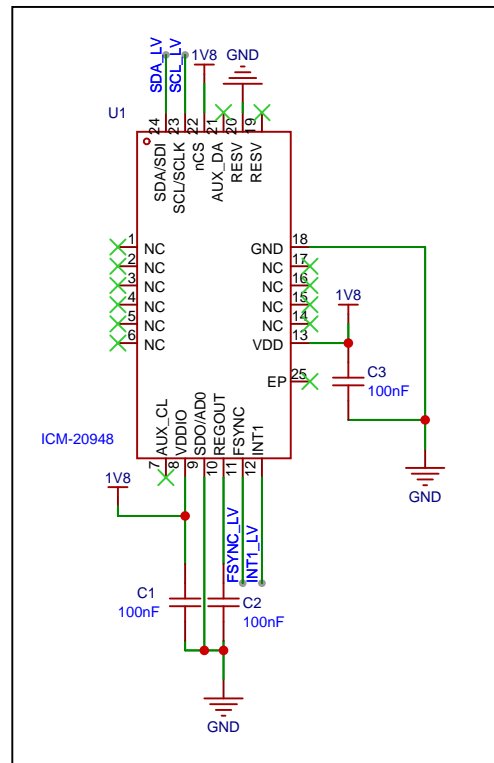 SDA_LV
SCL_LV
1V8
GND
U1
24
23
22
21
20
19
SDA/SDI
SCL/SCLK
nCS
AUX_DA
RESV
RESV
1 NC
2 NC
3 NC
4 NC
5 NC
6 NC
GND 18
NC 17
NC 16
NC 15
NC 14
VDD 13
EP 25
1V8
C3
100nF
GND
ICM-20948
AUX_CL
VDDIO
SDO/AD0
REGOUT
FSYNC
INT1
7
8
9
10
11
12
1V8
FSYNC_LV
INT1_LV
C1
100nF
C2
100nF
GND